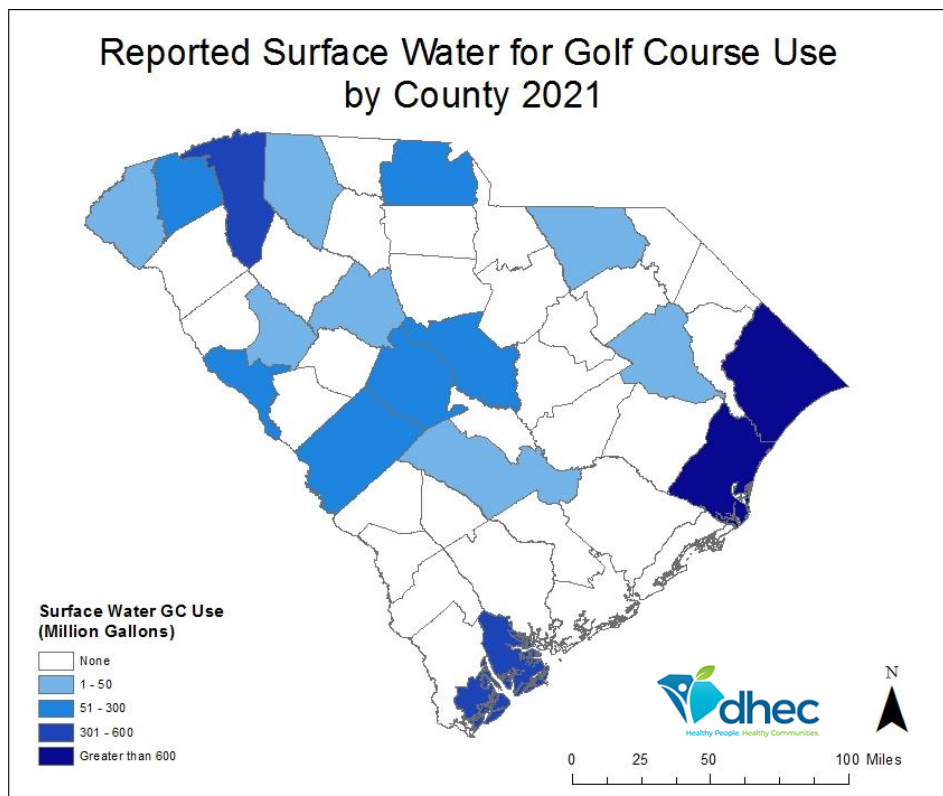 Reported Surface Water for Golf Course Use
by County 2021
Surface Water GC Use
(Million Gallons)
None
1 - 50
51 - 300
301 - 600
Greater than 600
dhec
Healthy People. Healthy Communities.
N
0 25 50 100 Miles